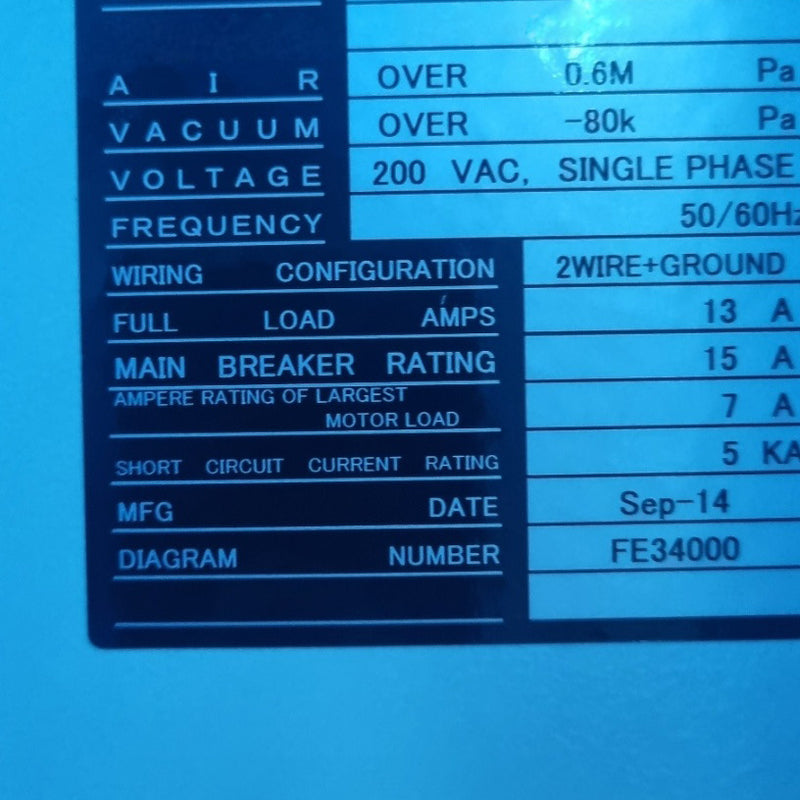 AIR OVER 0.6M Pa
VACUUM OVER -80k Pa
VOLTAGE 200 VAC, SINGLE PHASE
FREQUENCY 50/60Hz
WIRING CONFIGURATION 2WIRE+GROUND
FULL LOAD AMPS 13 A
MAIN BREAKER RATING 15 A
AMPERE RATING OF LARGEST
MOTOR LOAD 7 A
SHORT CIRCUIT CURRENT RATING 5 KA
MFG DATE Sep-14
DIAGRAM NUMBER FE34000